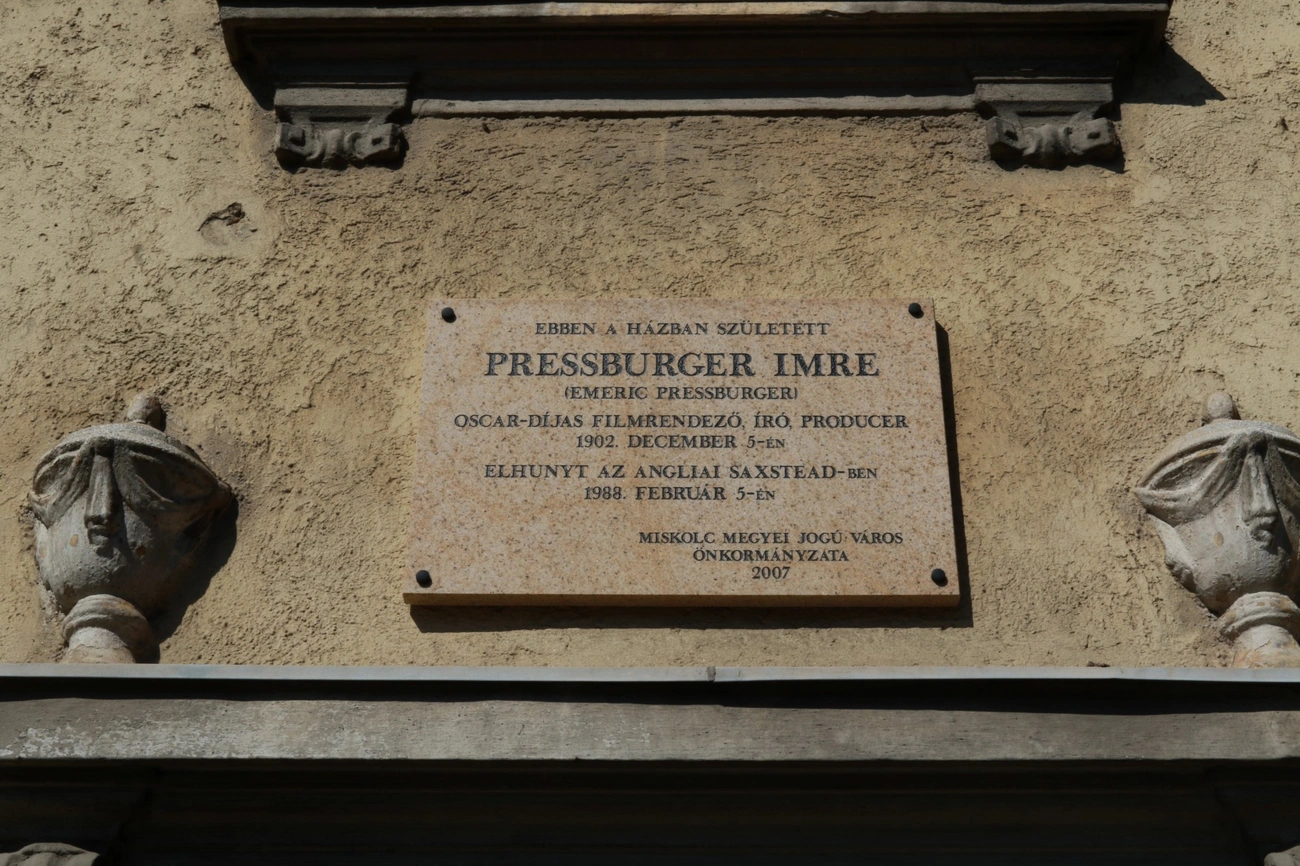 EBBEN A HÁZBAN SZÜLETETT
PRESSBURGER IMRE
(EMERIC PRESSBURGER)
OSCAR-DÍJAS FILMRENDEZŐ, ÍRÓ, PRODUCER
1902. DECEMBER 5-ÉN
ELHUNYT AZ ANGLIAI SAXSTEAD-BEN
1988. FEBRUÁR 5-ÉN
MISKOLC MEGYEI JOGÚ VÁROS
ÖNKORMÁNYZATA
2007